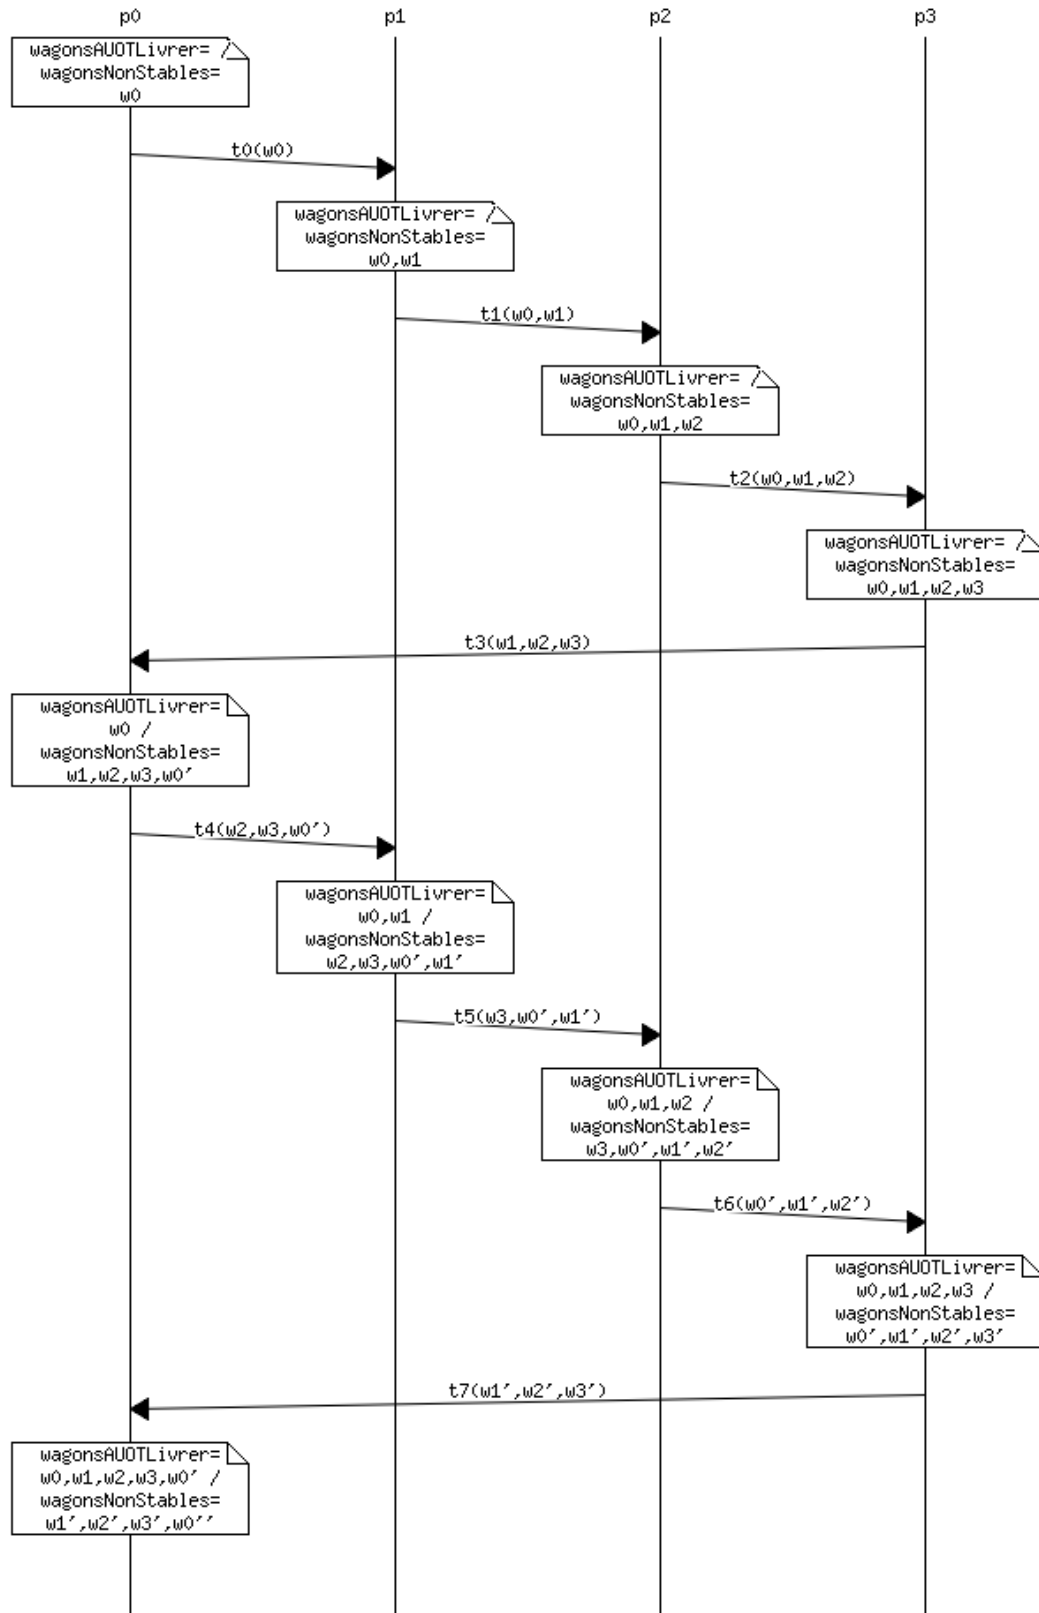 p0 p1 p2 p3
wagonsAUOTLivrer= /
wagonsNonStables=
w0
t0(w0)
wagonsAUOTLivrer= /
wagonsNonStables=
w0,w1
t1(w0,w1)
wagonsAUOTLivrer= /
wagonsNonStables=
w0,w1,w2
t2(w0,w1,w2)
wagonsAUOTLivrer= /
wagonsNonStables=
w0,w1,w2,w3
t3(w1,w2,w3)
wagonsAUOTLivrer=
w0 /
wagonsNonStables=
w1,w2,w3,w0'
t4(w2,w3,w0')
wagonsAUOTLivrer=
w0,w1 /
wagonsNonStables=
w2,w3,w0',w1'
t5(w3,w0',w1')
wagonsAUOTLivrer=
w0,w1,w2 /
wagonsNonStables=
w3,w0',w1',w2'
t6(w0',w1',w2')
wagonsAUOTLivrer=
w0,w1,w2,w3 /
wagonsNonStables=
w0',w1',w2',w3'
t7(w1',w2',w3')
wagonsAUOTLivrer=
w0,w1,w2,w3,w0' /
wagonsNonStables=
w1',w2',w3',w0''